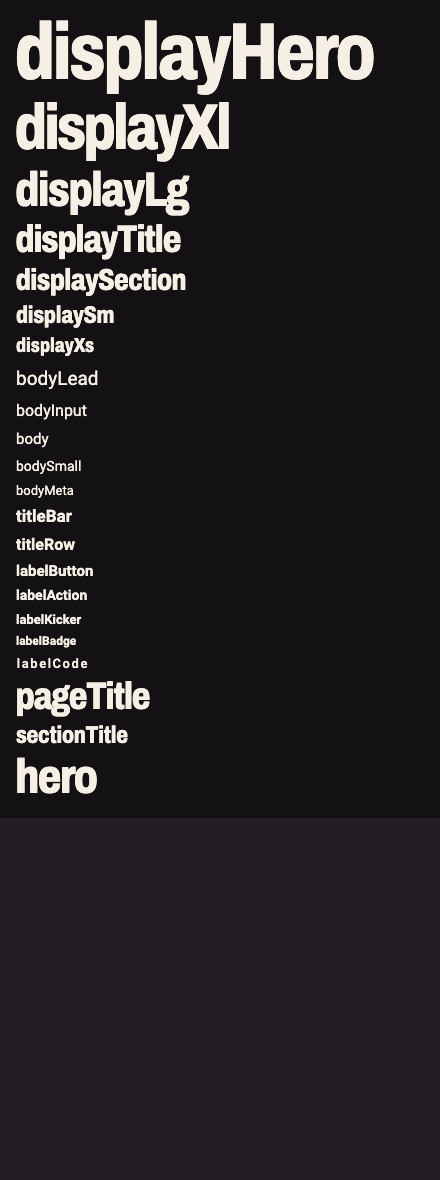 displayHero
displayXl
displayLg
displayTitle
displaySection
displaySm
displayXs
bodyLead
bodyInput
body
bodySmall
bodyMeta
titleBar
titleRow
labelButton
labelAction
labelKicker
labelBadge
labelCode
pageTitle
sectionTitle
hero